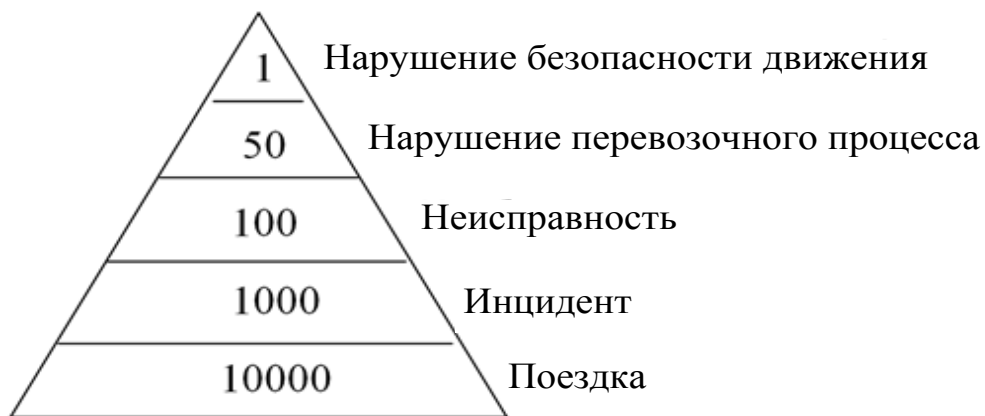 1 Нарушение безопасности движения
50 Нарушение перевозочного процесса
100 Неисправность
1000 Инцидент
10000 Поездка